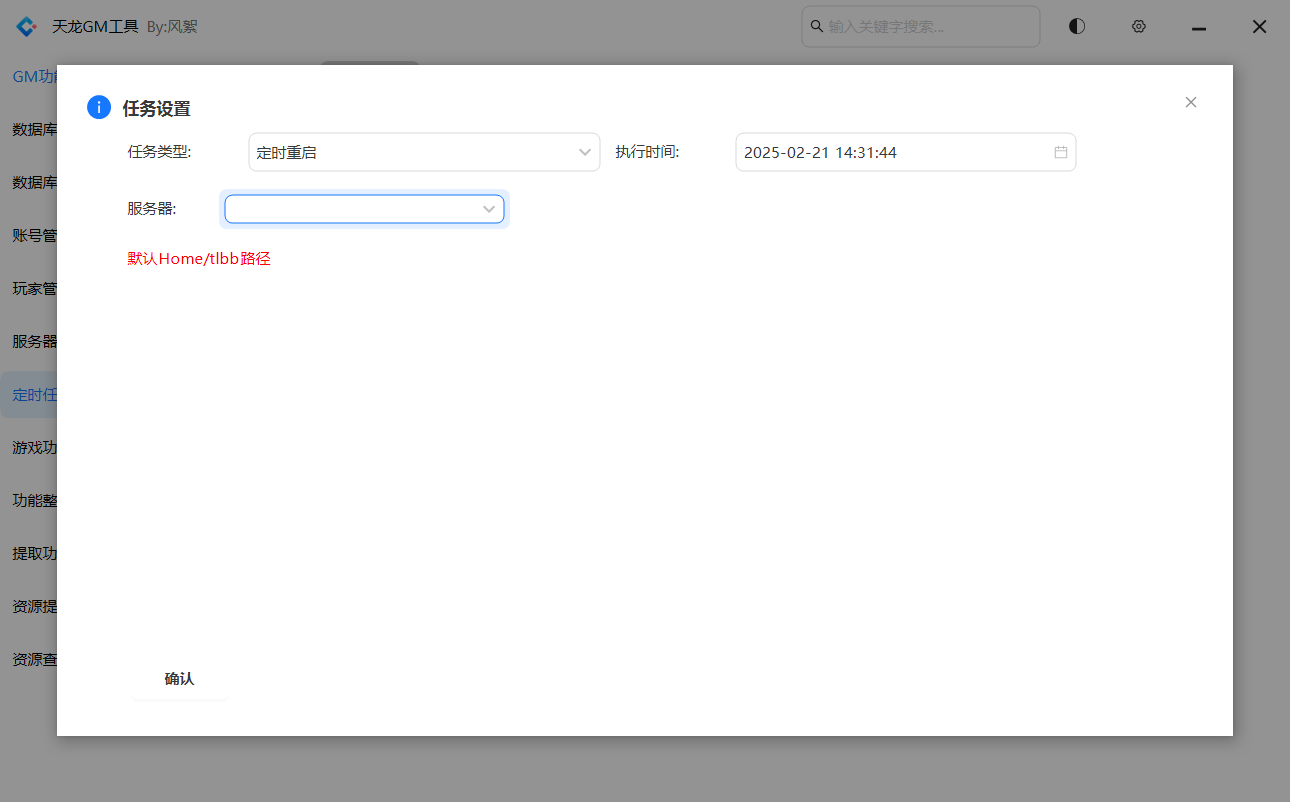 天龙GM工具 By:风絮
输入关键字搜索...
GM功
数据库
数据库
账号管
玩家管
服务器
定时任
游戏功
功能整
提取功
资源提
资源查
任务设置
任务类型: 定时重启 执行时间: 2025-02-21 14:31:44
服务器:
默认Home/tlbb路径
确认